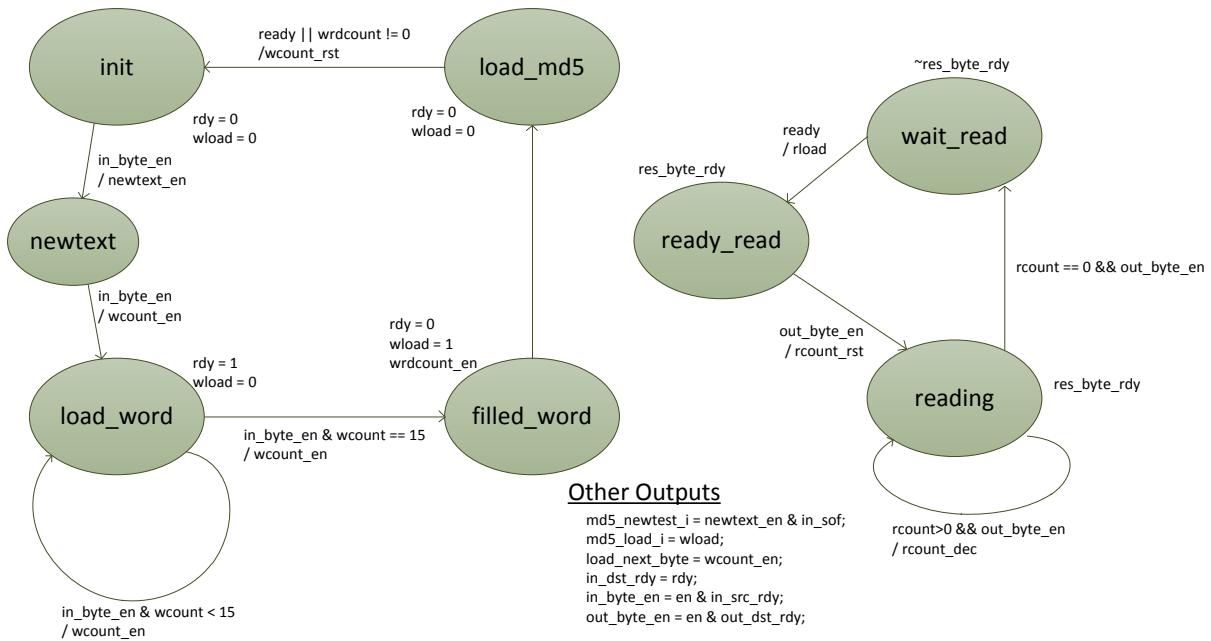 ready || wrdcount != 0
/wcount_rst
init
load_md5
rdy = 0
wload = 0
rdy = 0
wload = 0
in_byte_en
/ newtext_en
newtext
in_byte_en
/ wcount_en
rdy = 1
wload = 0
load_word
in_byte_en & wcount == 15
/ wcount_en
rdy = 0
wload = 1
wrdcount_en
filled_word
in_byte_en & wcount < 15
/ wcount_en
~res_byte_rdy
wait_read
ready
/ rload
res_byte_rdy
ready_read
rcount == 0 && out_byte_en
out_byte_en
/ rcount_rst
reading
res_byte_rdy
rcount>0 && out_byte_en
/ rcount_dec
Other Outputs
md5_newtest_i = newtext_en & in_sof;
md5_load_i = wload;
load_next_byte = wcount_en;
in_dst_rdy = rdy;
in_byte_en = en & in_src_rdy;
out_byte_en = en & out_dst_rdy;